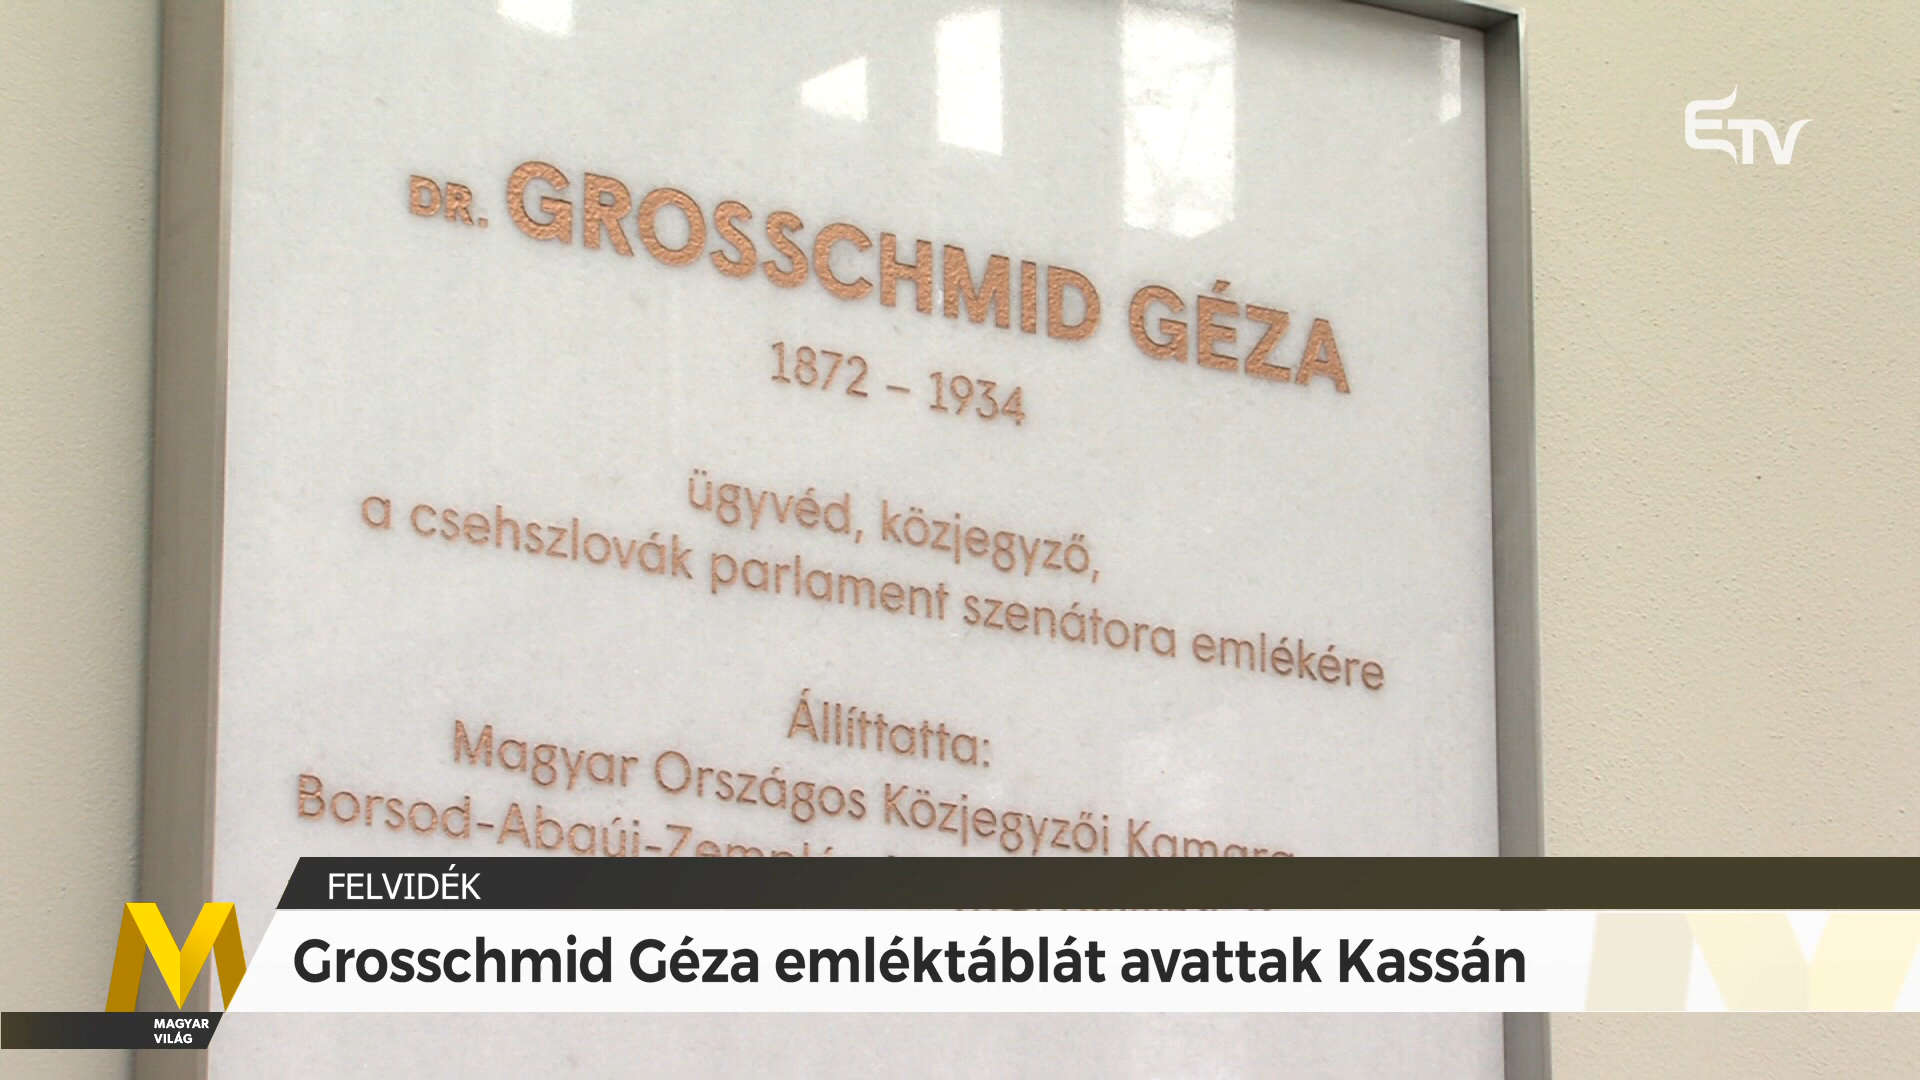 ETV
DR. GROSSCHMID GÉZA
1872 – 1934
ügyvéd, közjegyző,
a csehszlovák parlament szenátora emlékére
Állíttatta:
Magyar Országos Közjegyzői Kamara
FELVIDÉK
Grosschmid Géza emléktáblát avattak Kassán
MAGYAR
VILÁG